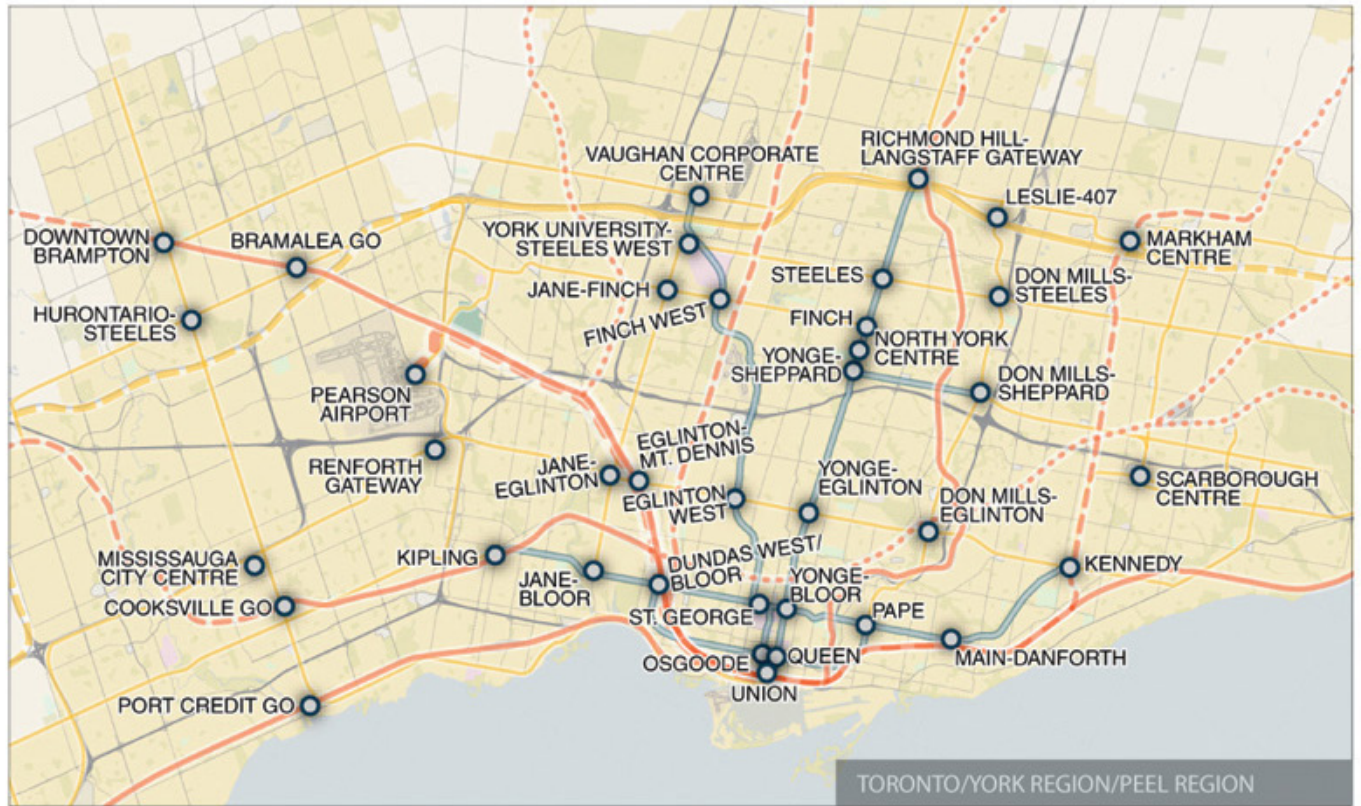 RICHMOND HILL-
LANGSTAFF GATEWAY
VAUGHAN CORPORATE
CENTRE
LESLIE-407
DOWNTOWN
BRAMPTON
BRAMALEA GO
YORK UNIVERSITY-
STEELES WEST
MARKHAM
CENTRE
STEELES
DON MILLS-
STEELES
JANE-FINCH
HURONTARIO-
STEELES
FINCH WEST
FINCH
NORTH YORK
CENTRE
YONGE-
SHEPPARD
DON MILLS-
SHEPPARD
PEARSON
AIRPORT
EGLINTON-
MT. DENNIS
RENFORTH
GATEWAY
JANE-
EGLINTON
EGLINTON
WEST
YONGE-
EGLINTON
DON MILLS-
EGLINTON
SCARBOROUGH
CENTRE
MISSISSAUGA
CITY CENTRE
KIPLING
DUNDAS WEST/
BLOOR
KENNEDY
COOKSVILLE GO
JANE-
BLOOR
YONGE-
BLOOR
ST. GEORGE
PAPE
OSGOODE
QUEEN
MAIN-DANFORTH
UNION
PORT CREDIT GO
TORONTO/YORK REGION/PEEL REGION